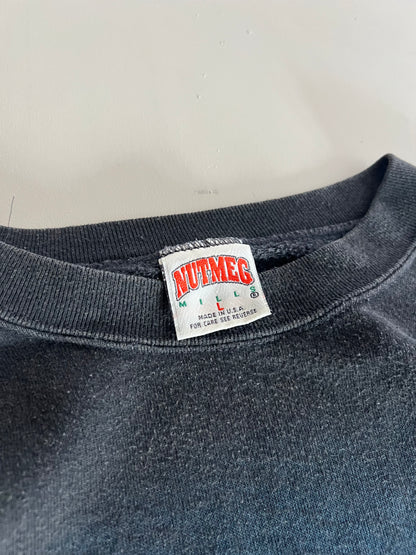 NUTMEG
MILLS®
L
MADE IN U.S.A.
FOR CARE SEE REVERSE